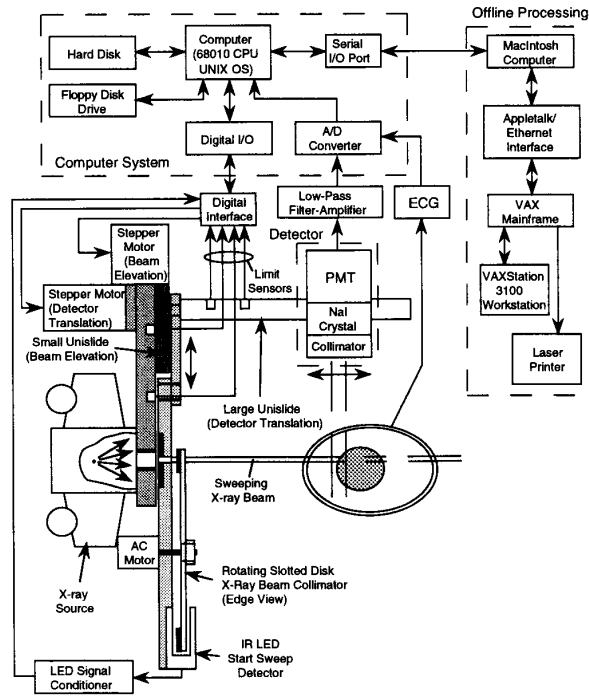 Offline Processing
Hard Disk
Computer
(68010 CPU
UNIX OS)
Serial
I/O Port
MacIntosh
Computer
Floppy Disk
Drive
Digital I/O
A/D
Converter
Appletalk/
Ethernet
Interface
Computer System
Digital
interface
Low-Pass
Filter-Amplifier
ECG
VAX
Mainframe
Stepper
Motor
(Beam
Elevation)
Detector
Limit
Sensors
PMT
VAXStation
3100
Workstation
Stepper Motor
(Detector
Translation)
NaI
Crystal
Collimator
Small Unislide
(Beam Elevation)
Laser
Printer
Large Unislide
(Detector Translation)
Sweeping
X-ray Beam
AC
Motor
X-ray
Source
Rotating Slotted Disk
X-Ray Beam Collimator
(Edge View)
IR LED
Start Sweep
Detector
LED Signal
Conditioner